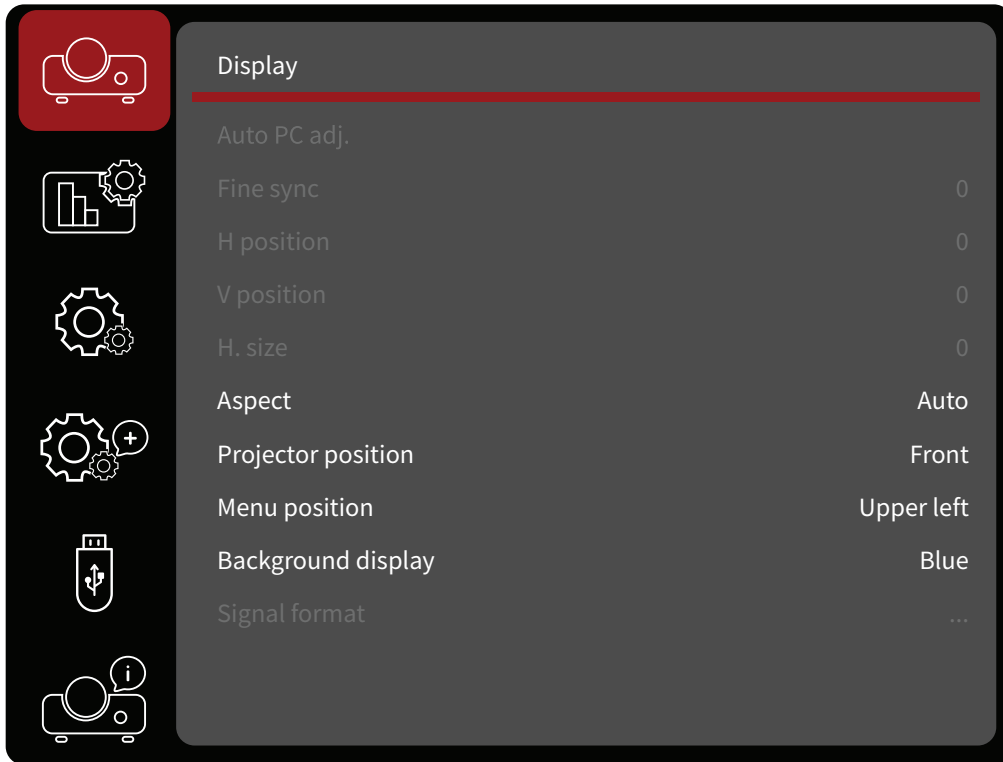 Display
Auto PC adj.
Fine sync 0
H position 0
V position 0
H. size 0
Aspect Auto
Projector position Front
Menu position Upper left
Background display Blue
Signal format ...
i